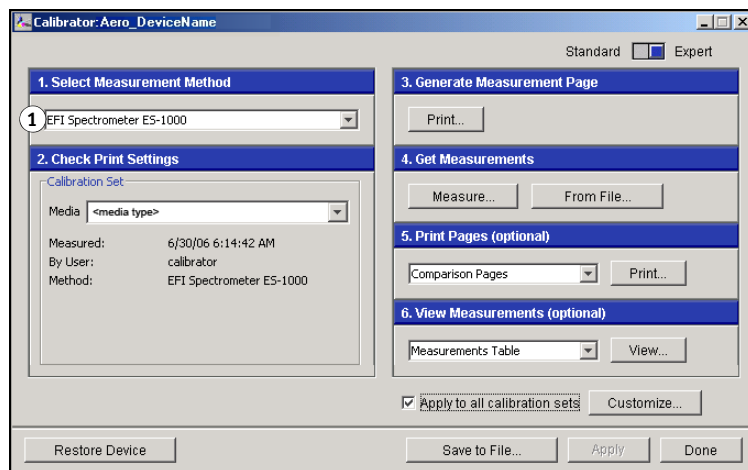 Calibrator: Aero_DeviceName
Standard Expert
1. Select Measurement Method
1 EFI Spectrometer ES-1000
2. Check Print Settings
Calibration Set
Media <media type>
Measured: 6/30/06 6:14:42 AM
By User: calibrator
Method: EFI Spectrometer ES-1000
3. Generate Measurement Page
Print...
4. Get Measurements
Measure... From File...
5. Print Pages (optional)
Comparison Pages Print...
6. View Measurements (optional)
Measurements Table View...
Apply to all calibration sets Customize...
Restore Device Save to File... Apply Done